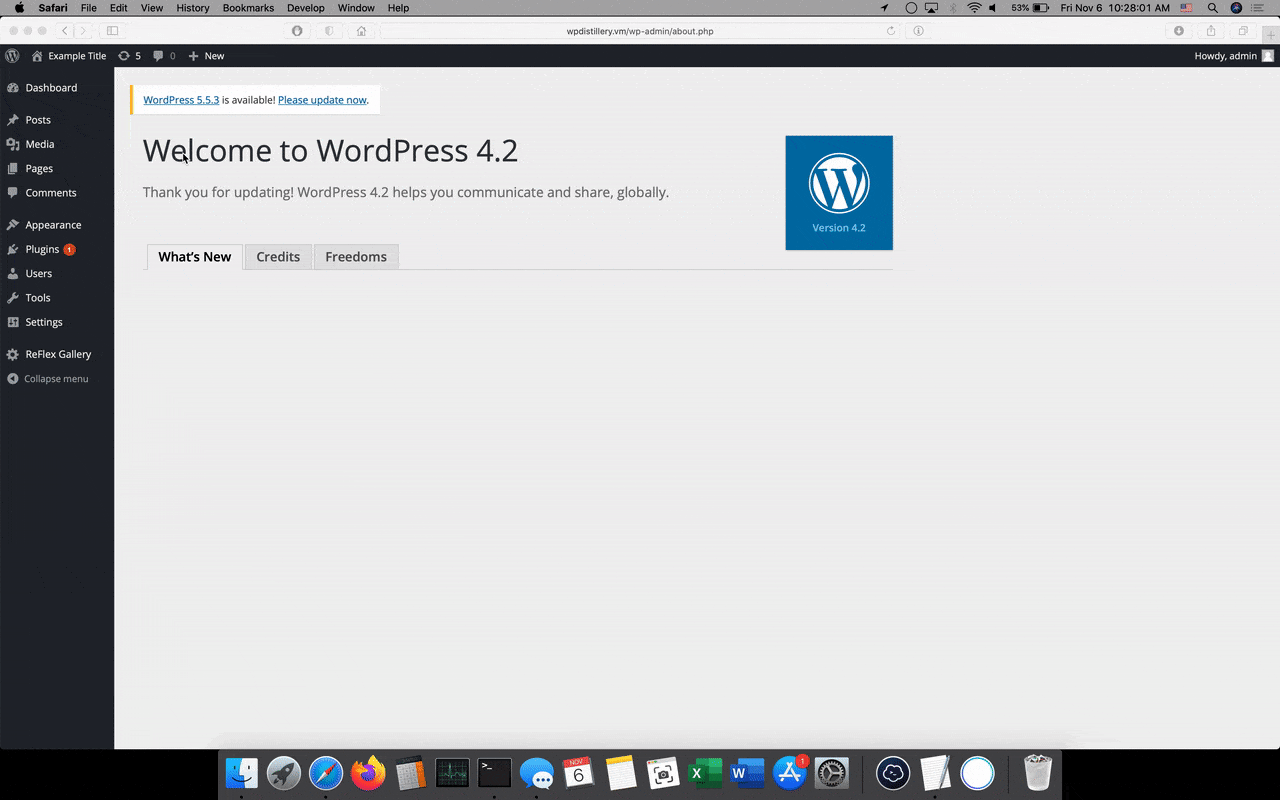 Safari File Edit View History Bookmarks Develop Window Help 53% Fri Nov 6 10:28:01 AM
wpdistillery.vm/wp-admin/about.php
Example Title 5 0 New Howdy, admin
Dashboard
Posts
Media
Pages
Comments
Appearance
Plugins 1
Users
Tools
Settings
ReFlex Gallery
Collapse menu
WordPress 5.5.3 is available! Please update now.
Welcome to WordPress 4.2
Thank you for updating! WordPress 4.2 helps you communicate and share, globally.
Version 4.2
What's New Credits Freedoms
>_ NOV 6 X W 1